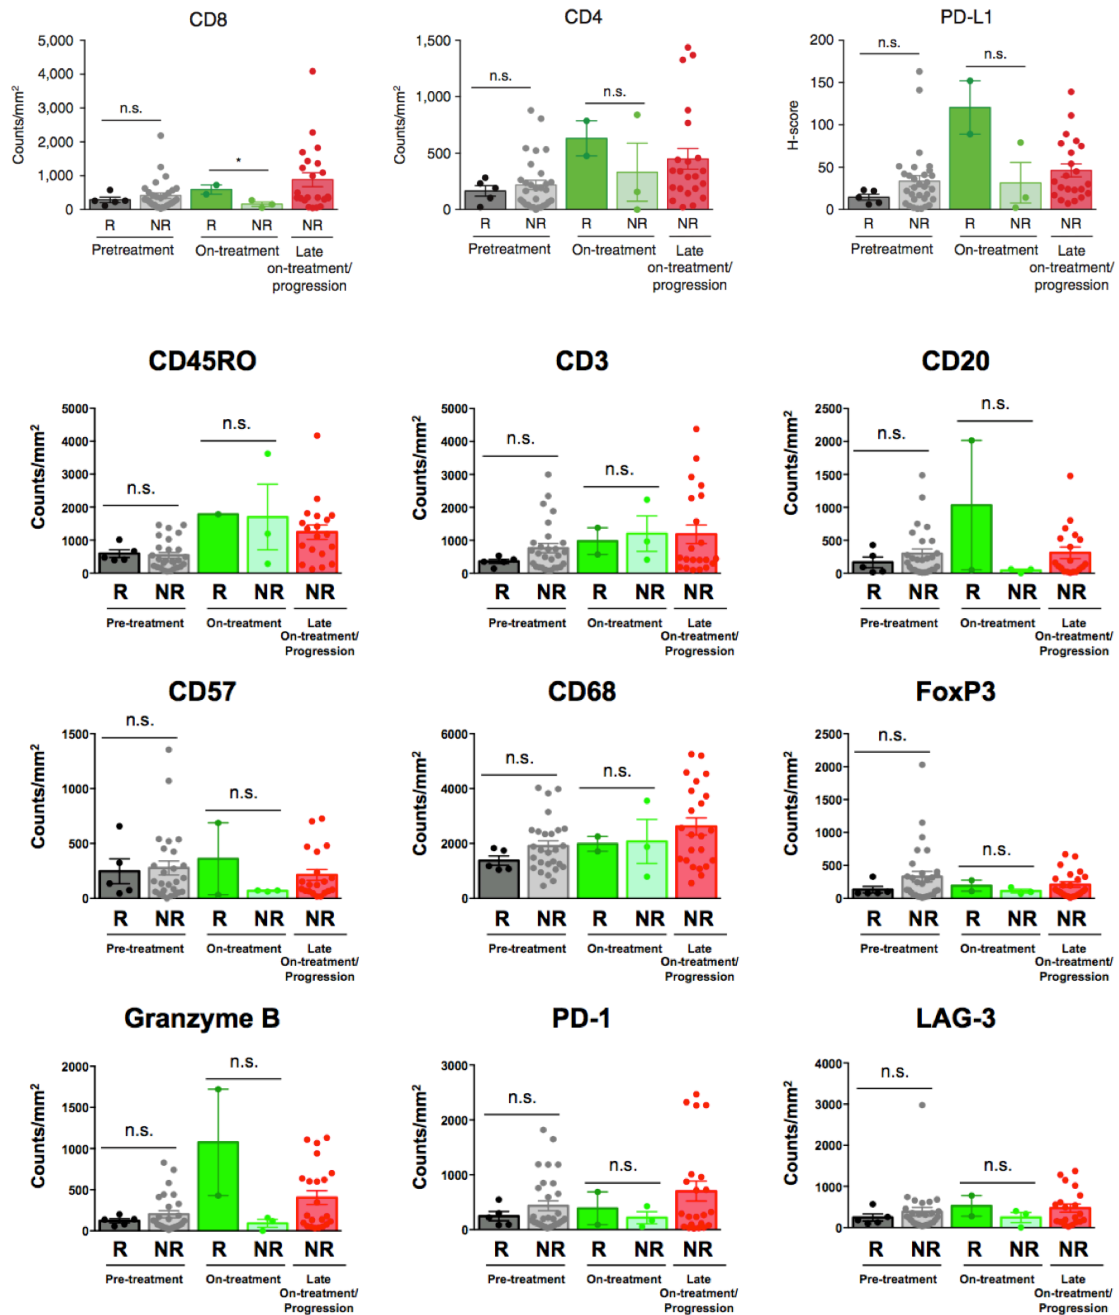 CD8
CD4
PD-L1
5,000
4,000
3,000
2,000
1,000
0
Counts/mm²
n.s.
*
R
NR
R
NR
NR
Pretreatment
On-treatment
Late
on-treatment/
progression
1,500
1,000
500
0
Counts/mm²
n.s.
n.s.
R
NR
R
NR
NR
Pretreatment
On-treatment
Late
on-treatment/
progression
200
150
100
50
0
H-score
n.s.
n.s.
R
NR
R
NR
NR
Pretreatment
On-treatment
Late
on-treatment/
progression
CD45RO
CD3
CD20
5000
4000
3000
2000
1000
0
Counts/mm²
n.s.
n.s.
R
NR
R
NR
NR
Pre-treatment
On-treatment
Late
On-treatment/
Progression
5000
4000
3000
2000
1000
0
Counts/mm²
n.s.
n.s.
R
NR
R
NR
NR
Pre-treatment
On-treatment
Late
On-treatment/
Progression
2500
2000
1500
1000
500
0
Counts/mm²
n.s.
n.s.
R
NR
R
NR
NR
Pre-treatment
On-treatment
Late
On-treatment/
Progression
CD57
CD68
FoxP3
1500
1000
500
0
Counts/mm²
n.s.
n.s.
R
NR
R
NR
NR
Pre-treatment
On-treatment
Late
On-treatment/
Progression
6000
4000
2000
0
Counts/mm²
n.s.
n.s.
R
NR
R
NR
NR
Pre-treatment
On-treatment
Late
On-treatment/
Progression
2500
2000
1500
1000
500
0
Counts/mm²
n.s.
n.s.
R
NR
R
NR
NR
Pre-treatment
On-treatment
Late
On-treatment/
Progression
Granzyme B
PD-1
LAG-3
2000
1500
1000
500
0
Counts/mm²
n.s.
n.s.
R
NR
R
NR
NR
Pre-treatment
On-treatment
Late
On-treatment/
Progression
3000
2000
1000
0
Counts/mm²
n.s.
n.s.
R
NR
R
NR
NR
Pre-treatment
On-treatment
Late
On-treatment/
Progression
4000
3000
2000
1000
0
Counts/mm²
n.s.
n.s.
R
NR
R
NR
NR
Pre-treatment
On-treatment
Late
On-treatment/
Progression